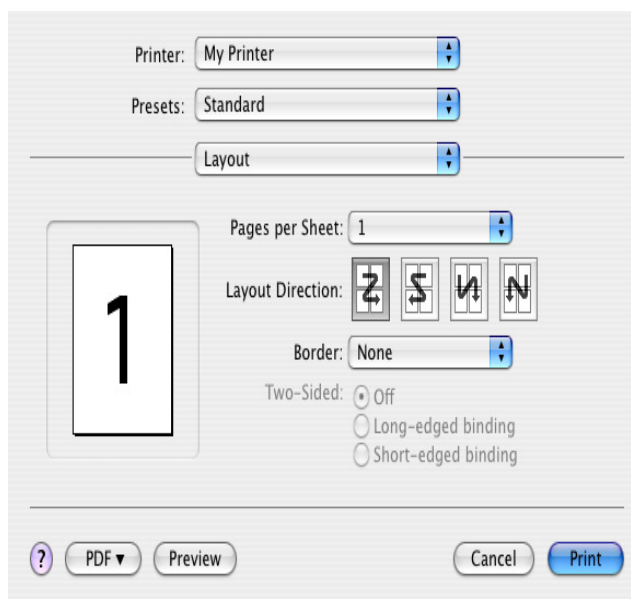 Printer: My Printer
Presets: Standard
Layout
Pages per Sheet: 1
1
Layout Direction:
Border: None
Two-Sided: Off
Long-edged binding
Short-edged binding
? PDF▼ Preview Cancel Print